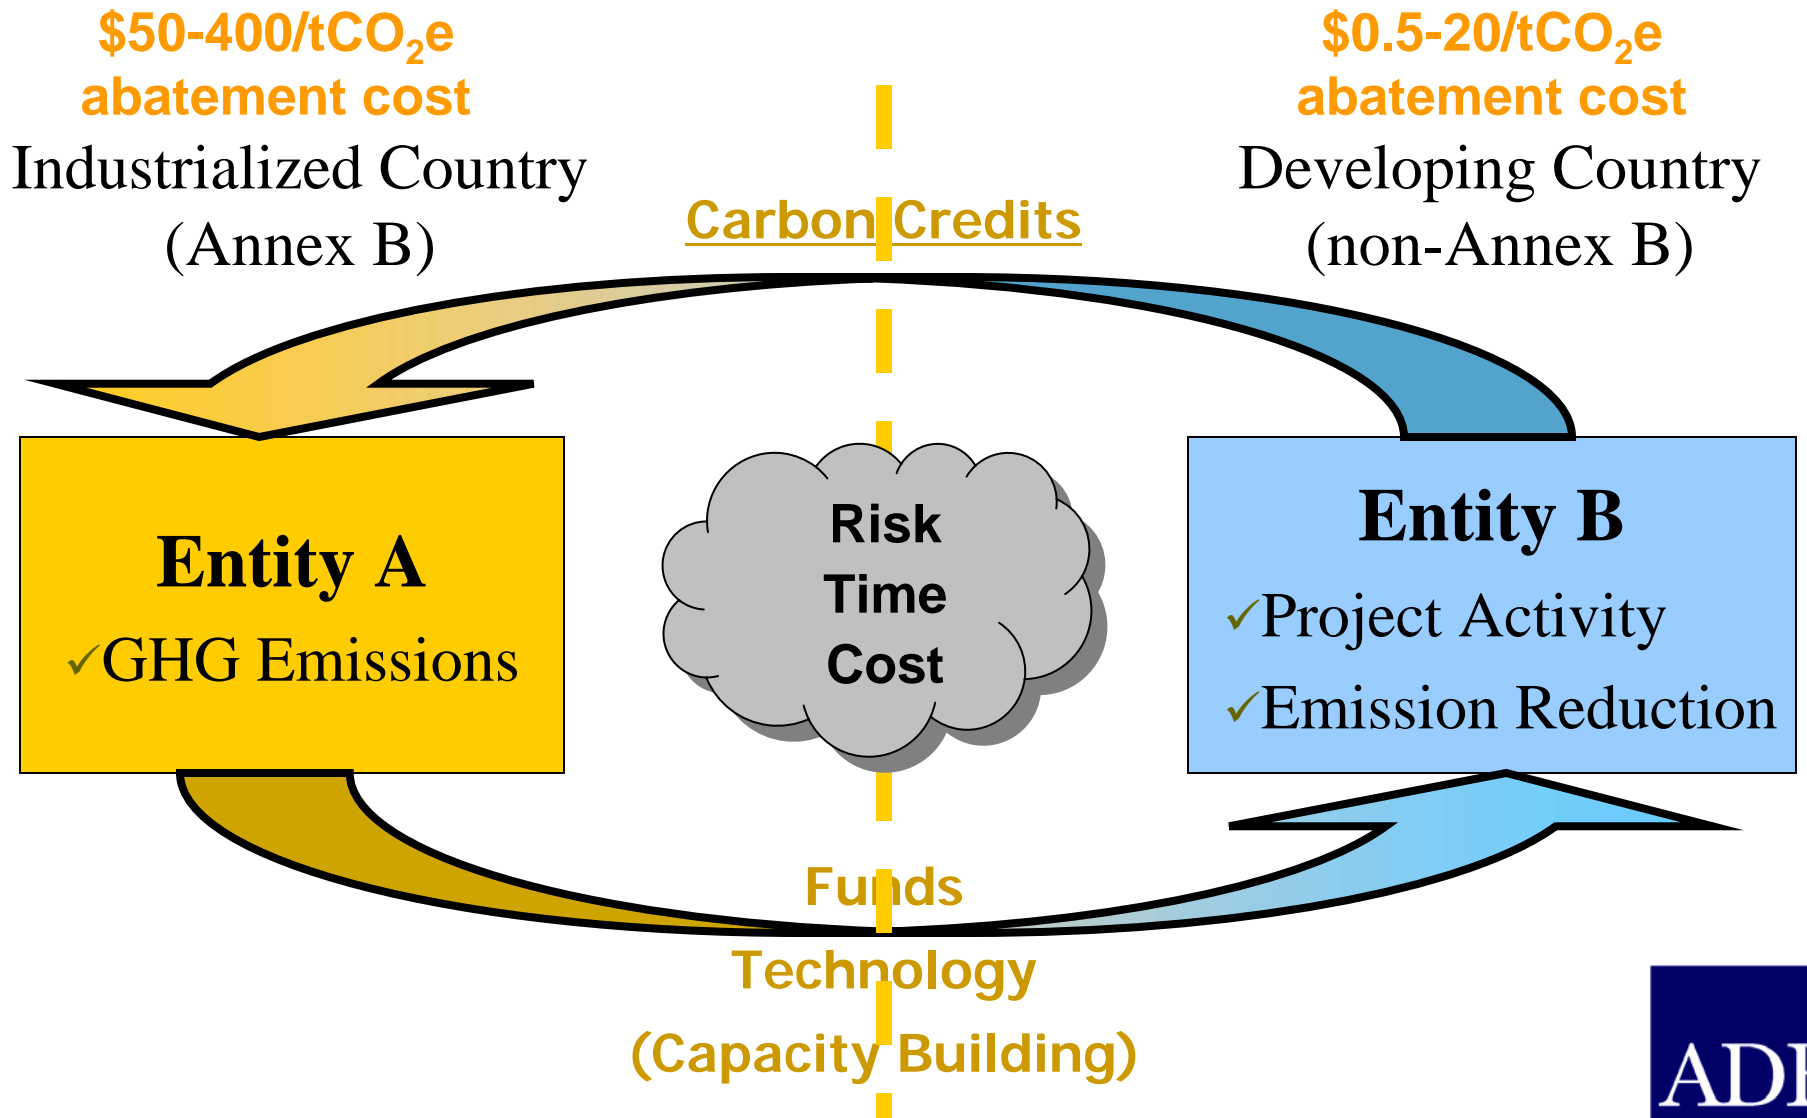 $50-400/tCO₂e
abatement cost
Industrialized Country
(Annex B)
$0.5-20/tCO₂e
abatement cost
Developing Country
(non-Annex B)
Carbon Credits
Entity A
✓GHG Emissions
Risk
Time
Cost
Entity B
✓Project Activity
✓Emission Reduction
Funds
Technology
(Capacity Building)